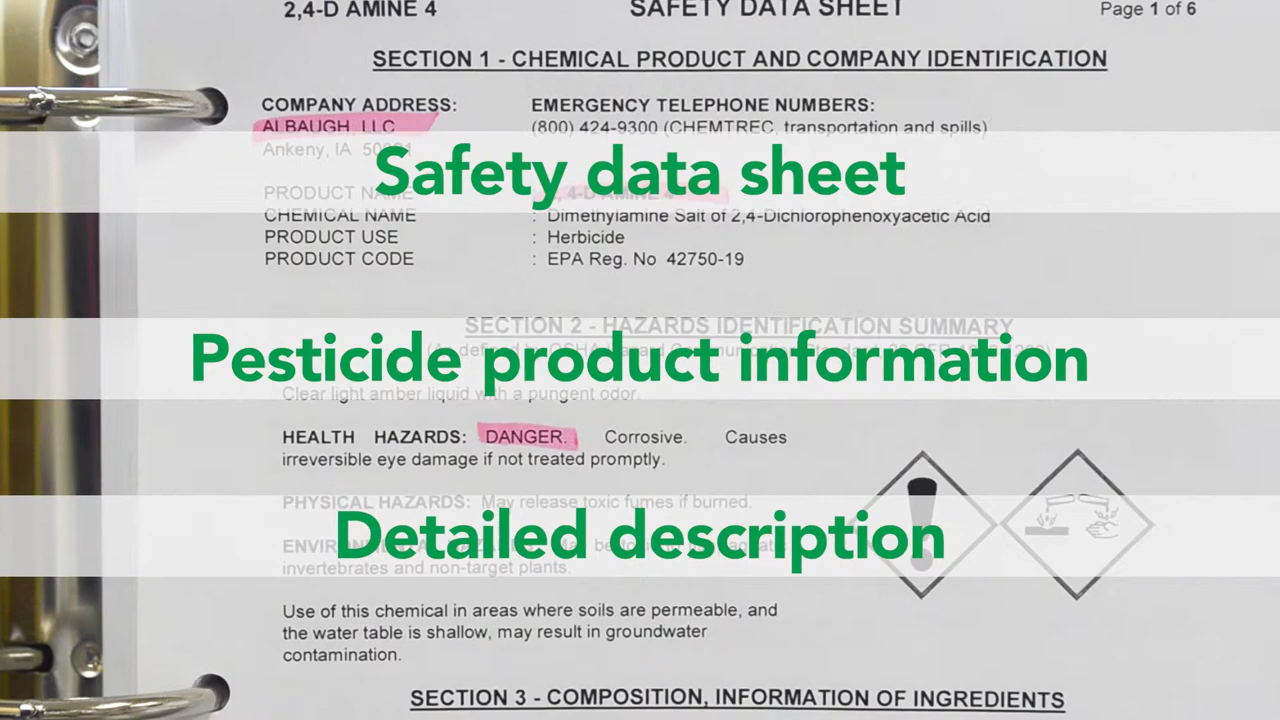 2,4-D AMINE 4 SAFETY DATA SHEET Page 1 of 6
SECTION 1 - CHEMICAL PRODUCT AND COMPANY IDENTIFICATION
COMPANY ADDRESS: EMERGENCY TELEPHONE NUMBERS:
ALBAUGH, LLC (800) 424-9300 (CHEMTREC, transportation and spills)
Ankeny, IA
Safety data sheet
PRODUCT NAME : 2, 4-D AMINE 4
CHEMICAL NAME : Dimethylamine Salt of 2,4-Dichlorophenoxyacetic Acid
PRODUCT USE : Herbicide
PRODUCT CODE : EPA Reg. No 42750-19
SECTION 2 - HAZARDS IDENTIFICATION SUMMARY
Pesticide product information
Clear light amber liquid with a pungent odor.
HEALTH HAZARDS: DANGER. Corrosive. Causes
irreversible eye damage if not treated promptly.
PHYSICAL HAZARDS: May release toxic fumes if burned.
Detailed description
invertebrates and non-target plants.
Use of this chemical in areas where soils are permeable, and
the water table is shallow, may result in groundwater
contamination.
SECTION 3 - COMPOSITION, INFORMATION OF INGREDIENTS